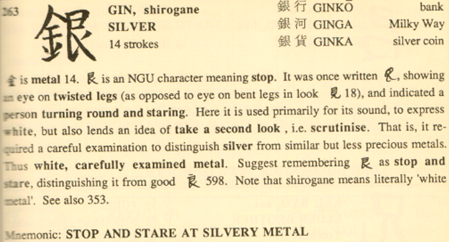 263 銀 GIN, shirogane
SILVER
14 strokes
銀行 GINKŌ bank
銀河 GINGA Milky Way
銀貨 GINKA silver coin
金 is metal 14. 艮 is an NGU character meaning stop. It was once written , showing
an eye on twisted legs (as opposed to eye on bent legs in look 見 18), and indicated a
person turning round and staring. Here it is used primarily for its sound, to express
white, but also lends an idea of take a second look , i.e. scrutinise. That is, it re-
quired a careful examination to distinguish silver from similar but less precious metals.
Thus white, carefully examined metal. Suggest remembering 艮 as stop and
stare, distinguishing it from good 良 598. Note that shirogane means literally 'white
metal'. See also 353.
Mnemonic: STOP AND STARE AT SILVERY METAL